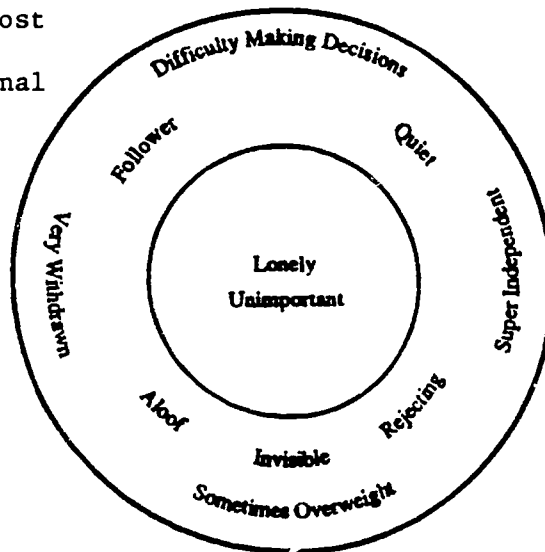 ost
nal
Difficulty Making Decisions
Follower
Quiet
Very Withdrawn
Super Independent
Lonely
Unimportant
Aloof
Rejecting
Invisible
Sometimes Overweight